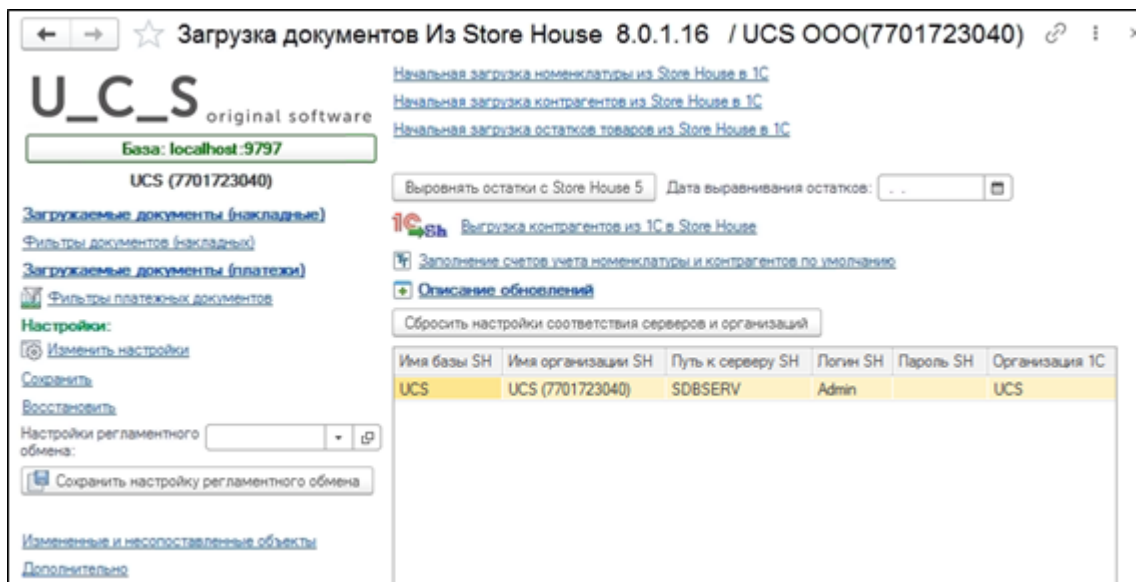 Загрузка документов Из Store House 8.0.1.16 / UCS ООО(7701723040)
U_C_S original software
База: localhost:9797
UCS (7701723040)
Загружаемые документы (накладные)
Фильтры документов (накладных)
Загружаемые документы (платежи)
Фильтры платежных документов
Настройки:
Изменить настройки
Сохранить
Восстановить
Настройки регламентного
обмена:
Сохранить настройку регламентного обмена
Измененные и несопоставленные объекты
Дополнительно
Начальная загрузка номенклатуры из Store House в 1С
Начальная загрузка контрагентов из Store House в 1С
Начальная загрузка остатков товаров из Store House в 1С
Выровнять остатки с Store House 5 Дата выравнивания остатков: . .
1С Sh Выгрузка контрагентов из 1С в Store House
Заполнение счетов учета номенклатуры и контрагентов по умолчанию
Описание обновлений
Сбросить настройки соответствия серверов и организаций
Имя базы SH Имя организации SH Путь к серверу SH Логин SH Пароль SH Организация 1С
UCS UCS (7701723040) SDBSERV Admin UCS